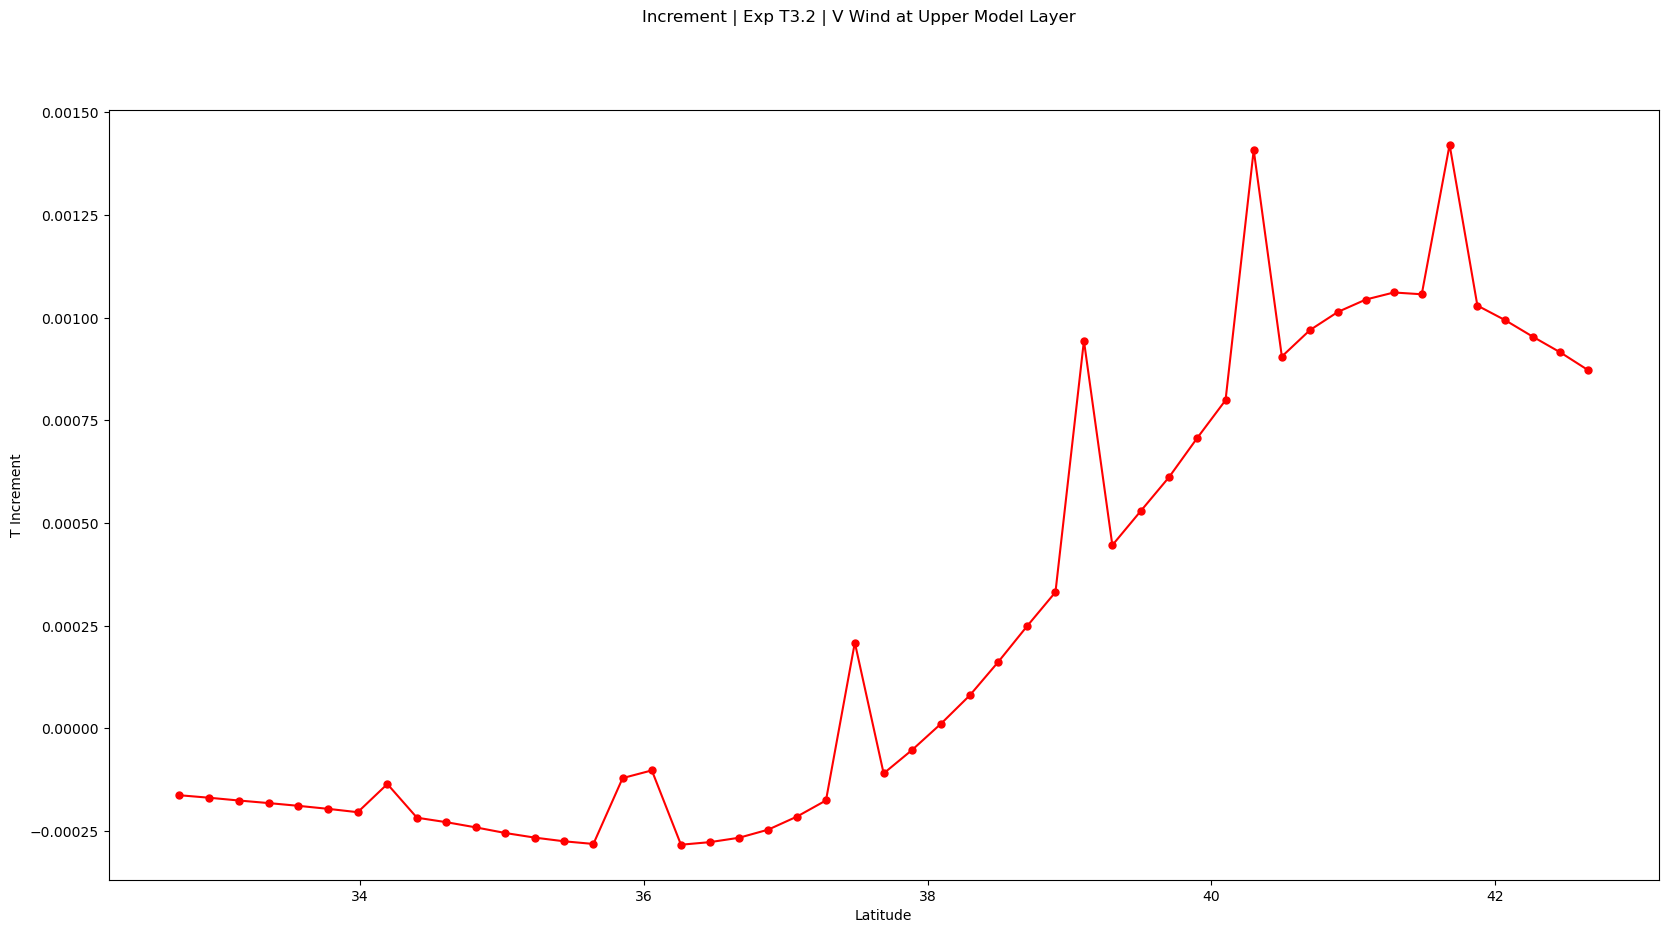 Increment | Exp T3.2 | V Wind at Upper Model Layer
0.00150
0.00125
0.00100
0.00075
0.00050
0.00025
0.00000
−0.00025
T Increment
34 36 38 40 42
Latitude